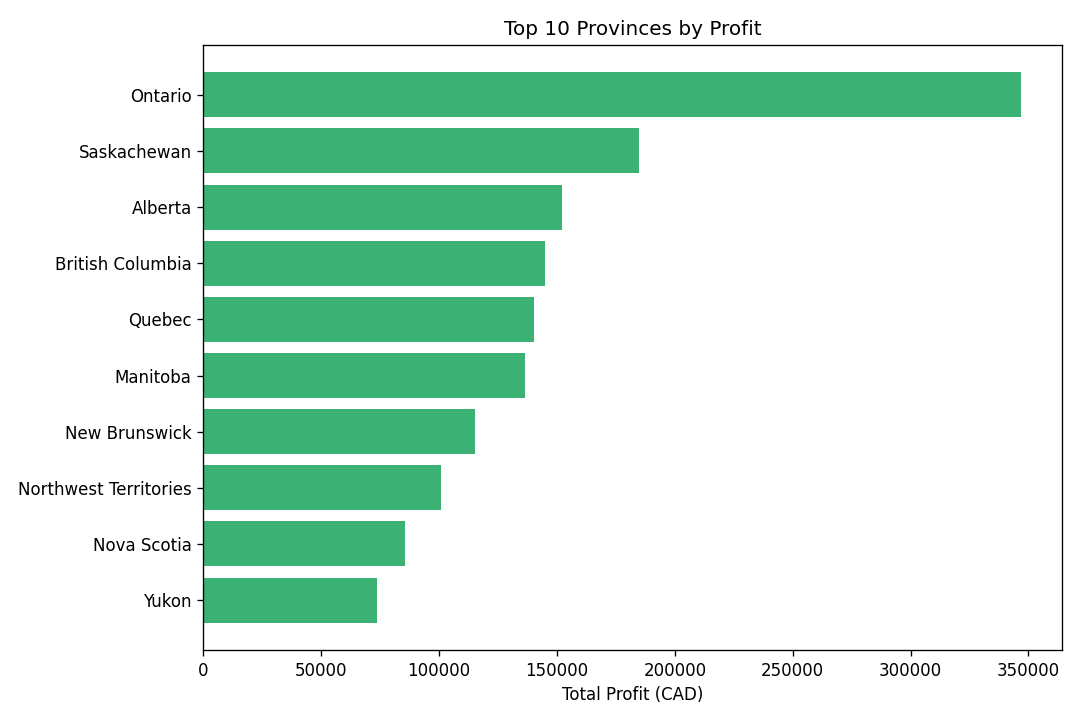 Top 10 Provinces by Profit
Ontario
Saskachewan
Alberta
British Columbia
Quebec
Manitoba
New Brunswick
Northwest Territories
Nova Scotia
Yukon
0 50000 100000 150000 200000 250000 300000 350000
Total Profit (CAD)